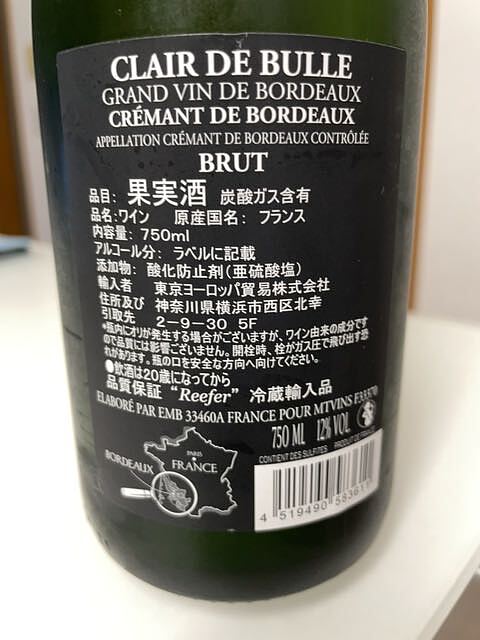 CLAIR DE BULLE
GRAND VIN DE BORDEAUX
CRÉMANT DE BORDEAUX
APPELLATION CRÉMANT DE BORDEAUX CONTRÔLÉE
BRUT
品目: 果実酒 炭酸ガス含有
品名:ワイン 原産国名: フランス
内容量: 750ml
アルコール分: ラベルに記載
添加物: 酸化防止剤(亜硫酸塩)
輸入者 東京ヨーロッパ貿易株式会社
住所及び 神奈川県横浜市西区北幸
引取先 2-9-30 5F
*瓶内にオリが発生する場合がございますが、ワイン由来の成分です
ので品質には影響ございません。開栓時、栓がガス圧で飛び出す恐
れがあります。瓶の口を安全な方向へ向けてください。
●飲酒は20歳になってから
品質保証 "Reefer" 冷蔵輸入品
ELABORÉ PAR EMB 33460A FRANCE POUR MTVINS F33370
750 ML 12% VOL
CONTIENT DES SULFITES PRODUIT DE
PARIS
BORDEAUX
FRANCE
4 519490 58361